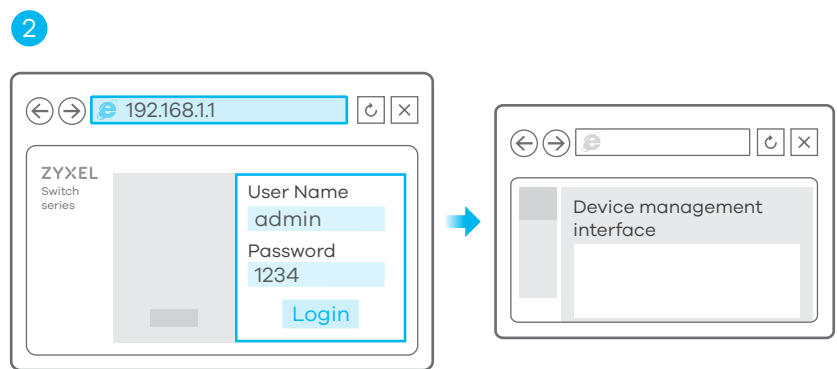 2
192.168.1.1
ZYXEL
Switch
series
User Name
admin
Password
1234
Login
Device management
interface